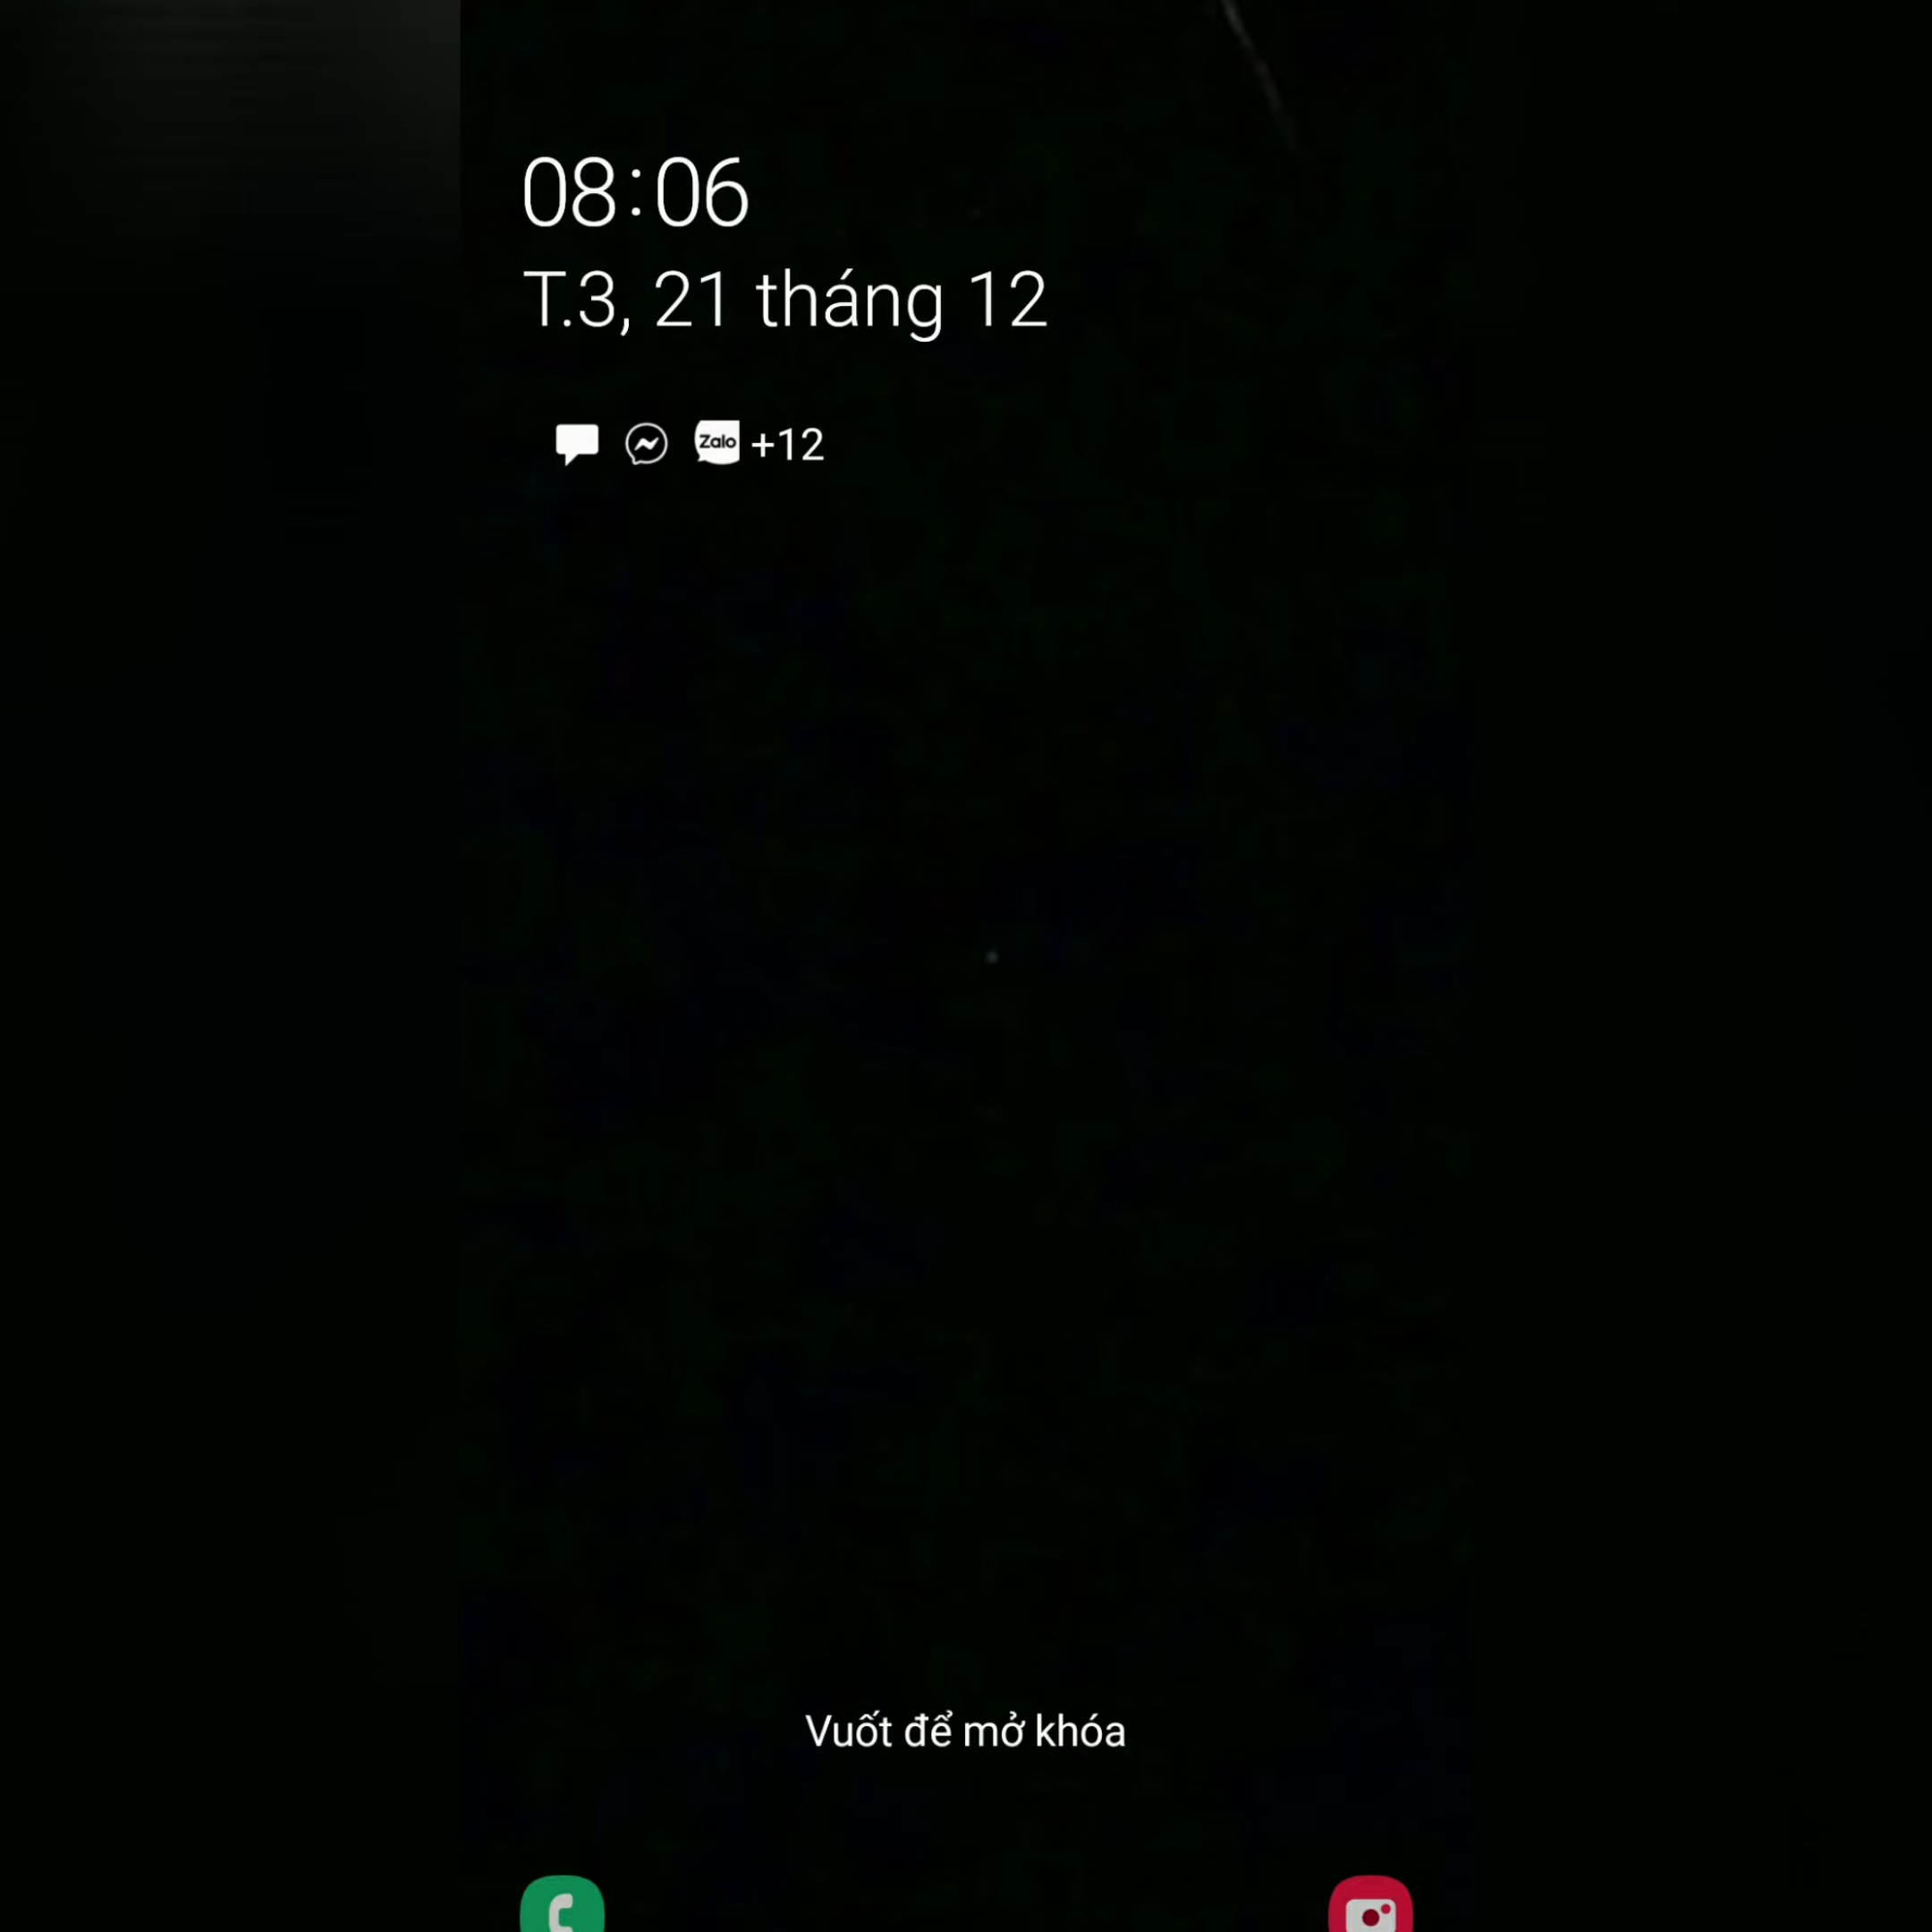 08:06
T.3, 21 tháng 12
Zalo +12
Vuốt để mở khóa